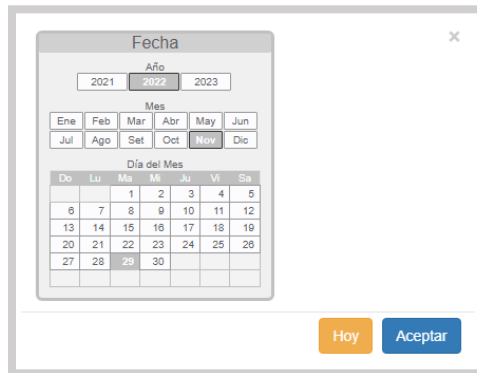 Fecha
×
Año
2021 2022 2023
Mes
Ene Feb Mar Abr May Jun
Jul Ago Set Oct Nov Dic
Día del Mes
Do Lu Ma Mi Ju Vi Sa
1 2 3 4 5
6 7 8 9 10 11 12
13 14 15 16 17 18 19
20 21 22 23 24 25 26
27 28 29 30
Hoy Aceptar